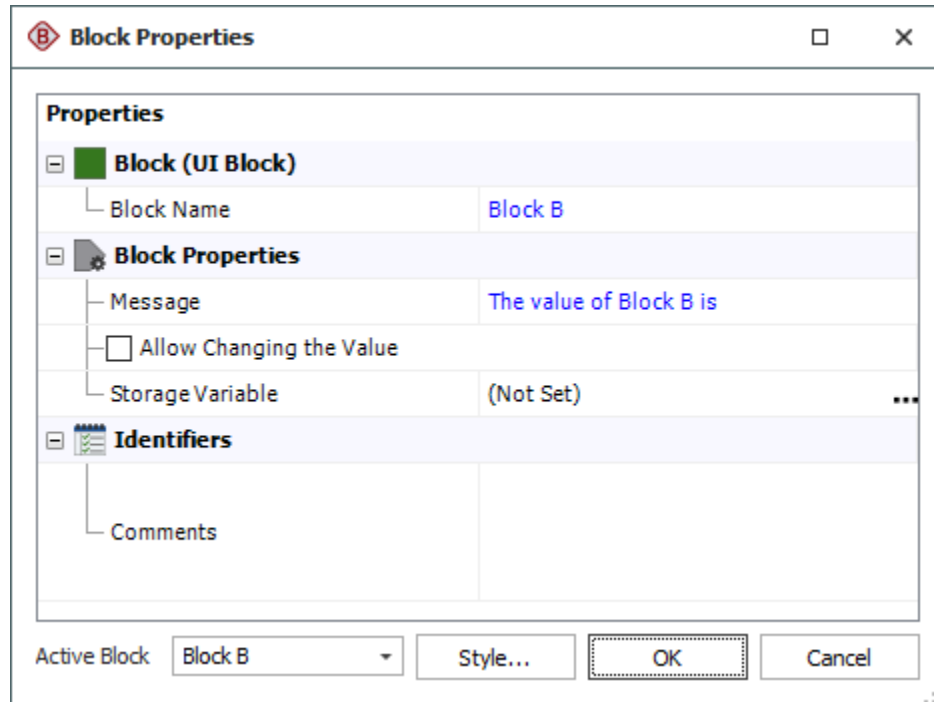 B Block Properties
Properties
Block (UI Block)
Block Name Block B
Block Properties
Message The value of Block B is
Allow Changing the Value
Storage Variable (Not Set) ...
Identifiers
Comments
Active Block Block B Style... OK Cancel